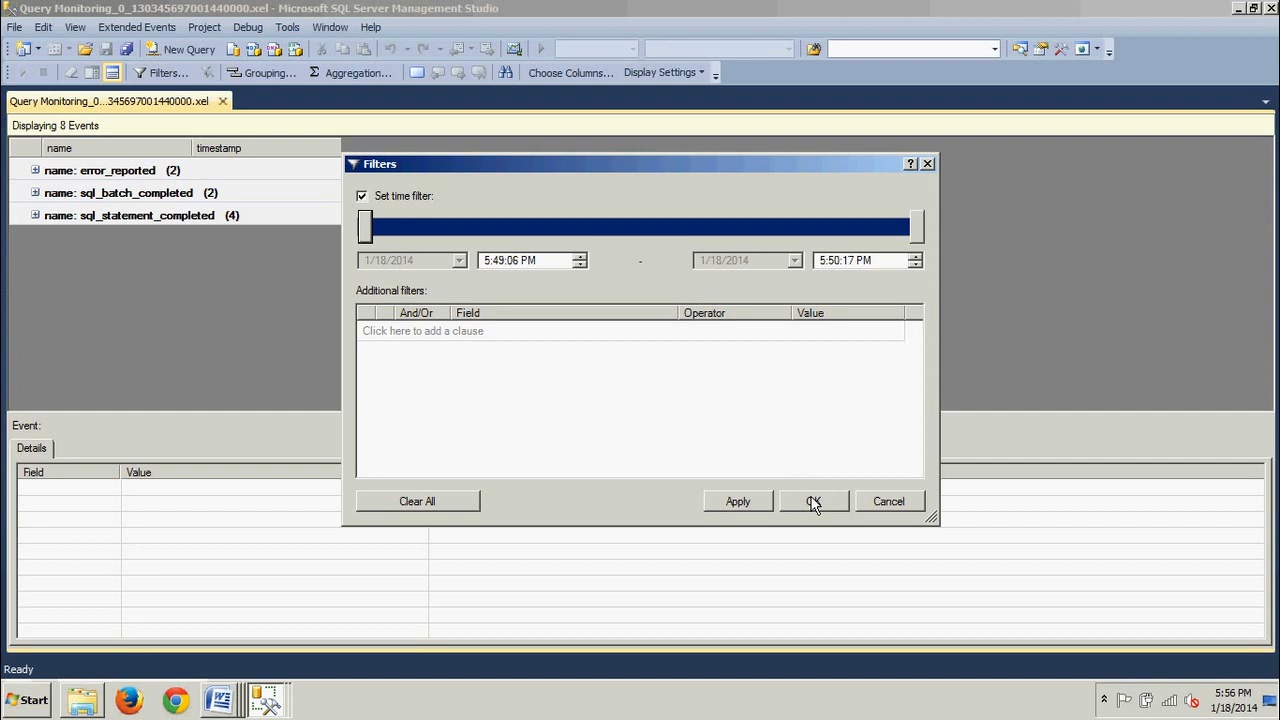 Query Monitoring_0_130345697001440000.xel - Microsoft SQL Server Management Studio
File Edit View Extended Events Project Debug Tools Window Help
New Query
Filters... Grouping... Σ Aggregation... Choose Columns... Display Settings
Query Monitoring_0...345697001440000.xel
Displaying 8 Events
name timestamp
name: error_reported (2)
name: sql_batch_completed (2)
name: sql_statement_completed (4)
Filters
Set time filter:
1/18/2014 5:49:06 PM - 1/18/2014 5:50:17 PM
Additional filters:
And/Or Field Operator Value
Click here to add a clause
Clear All Apply OK Cancel
Event:
Details
Field Value
Ready
Start
5:56 PM
1/18/2014